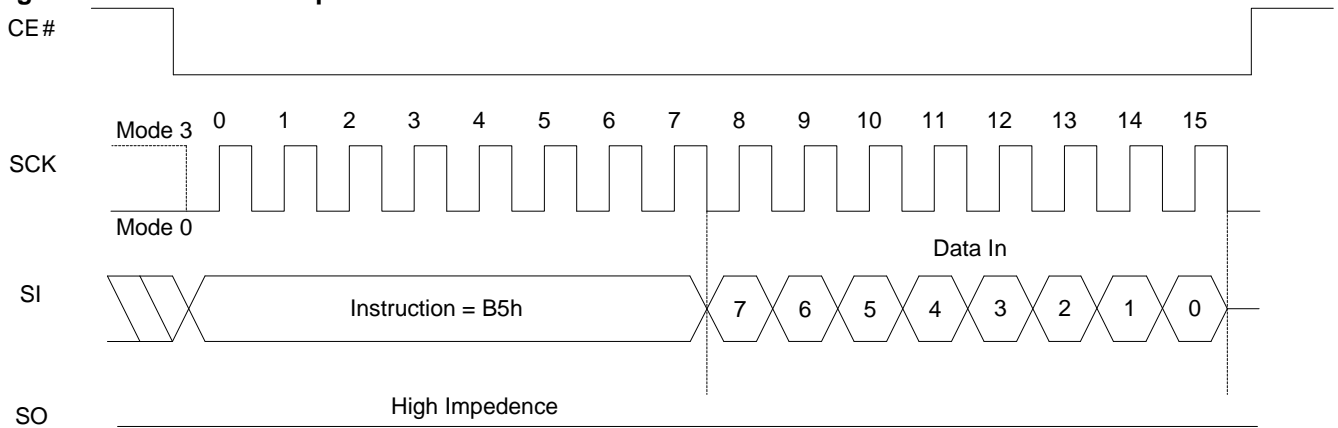 CE#
Mode 3 0 1 2 3 4 5 6 7 8 9 10 11 12 13 14 15
SCK
Mode 0
Data In
SI Instruction = B5h 7 6 5 4 3 2 1 0
High Impedence
SO